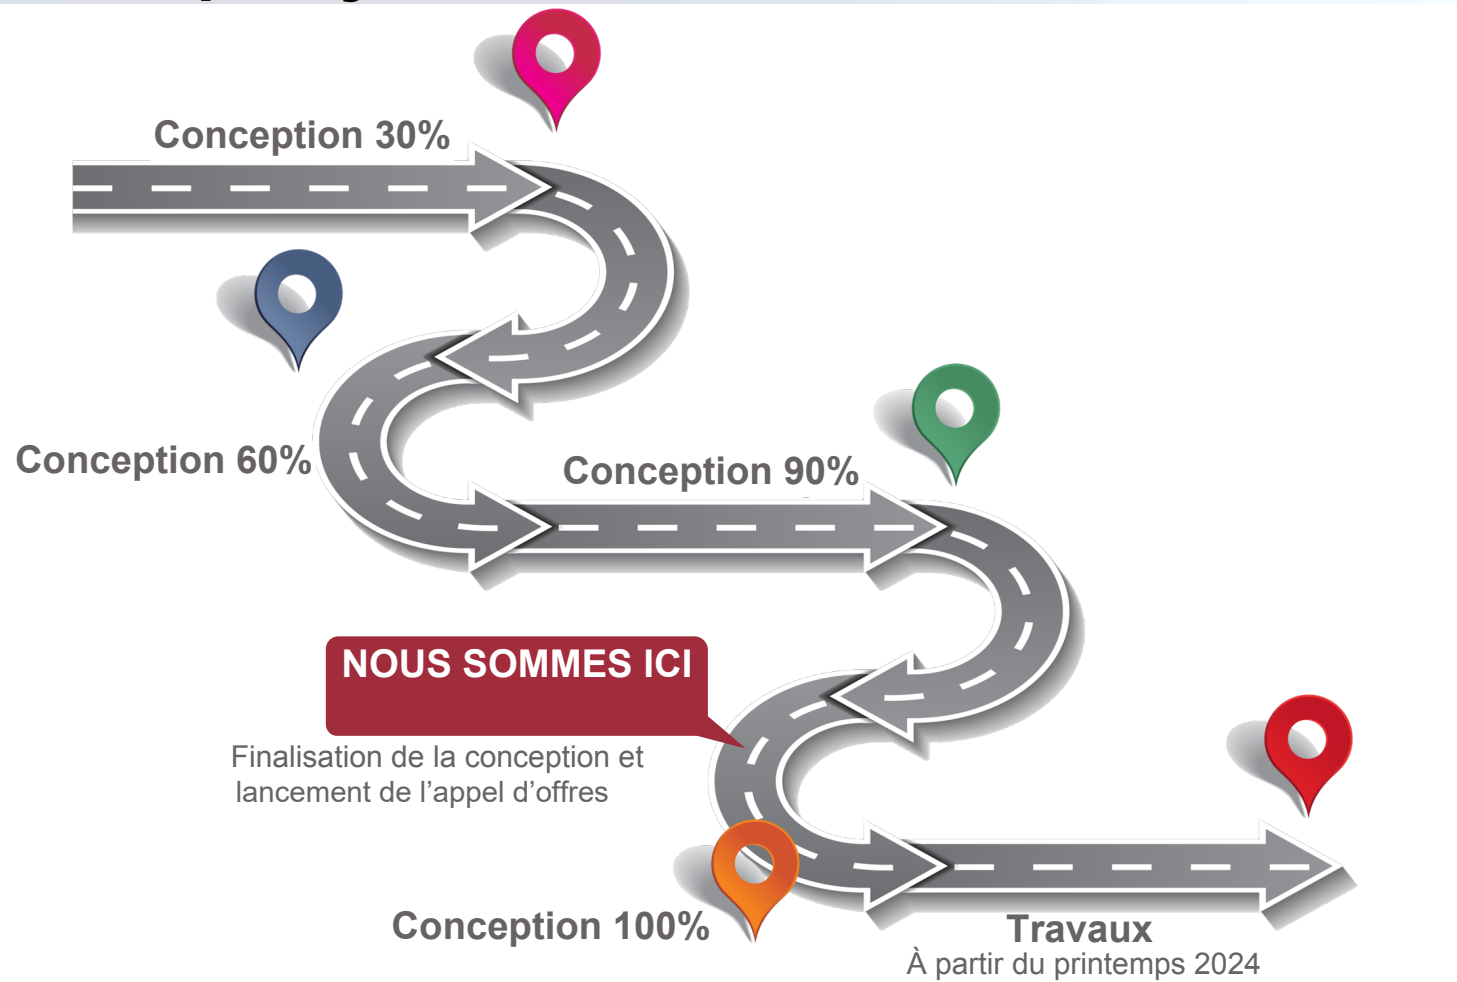 Conception 30%
Conception 60%
Conception 90%
NOUS SOMMES ICI
Finalisation de la conception et
lancement de l’appel d’offres
Conception 100%
Travaux
À partir du printemps 2024